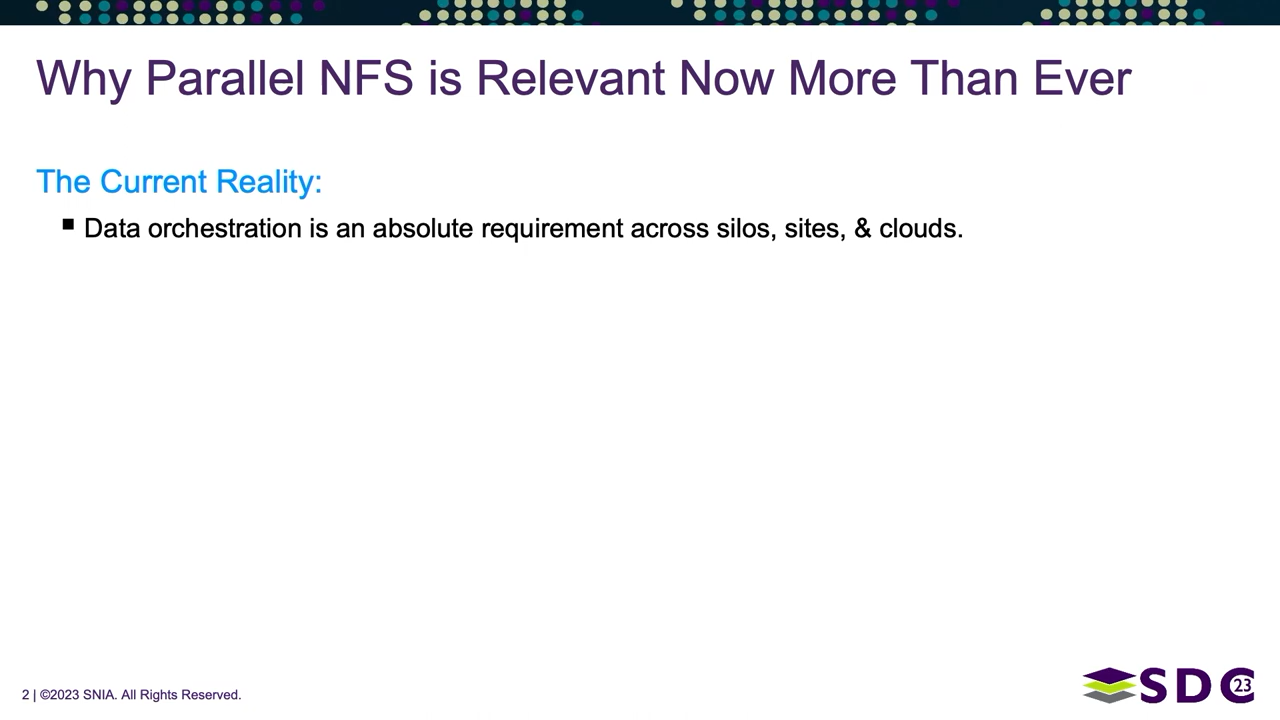 Why Parallel NFS is Relevant Now More Than Ever
The Current Reality:
▪ Data orchestration is an absolute requirement across silos, sites, & clouds.
2 | ©2023 SNIA. All Rights Reserved.
SDC 23